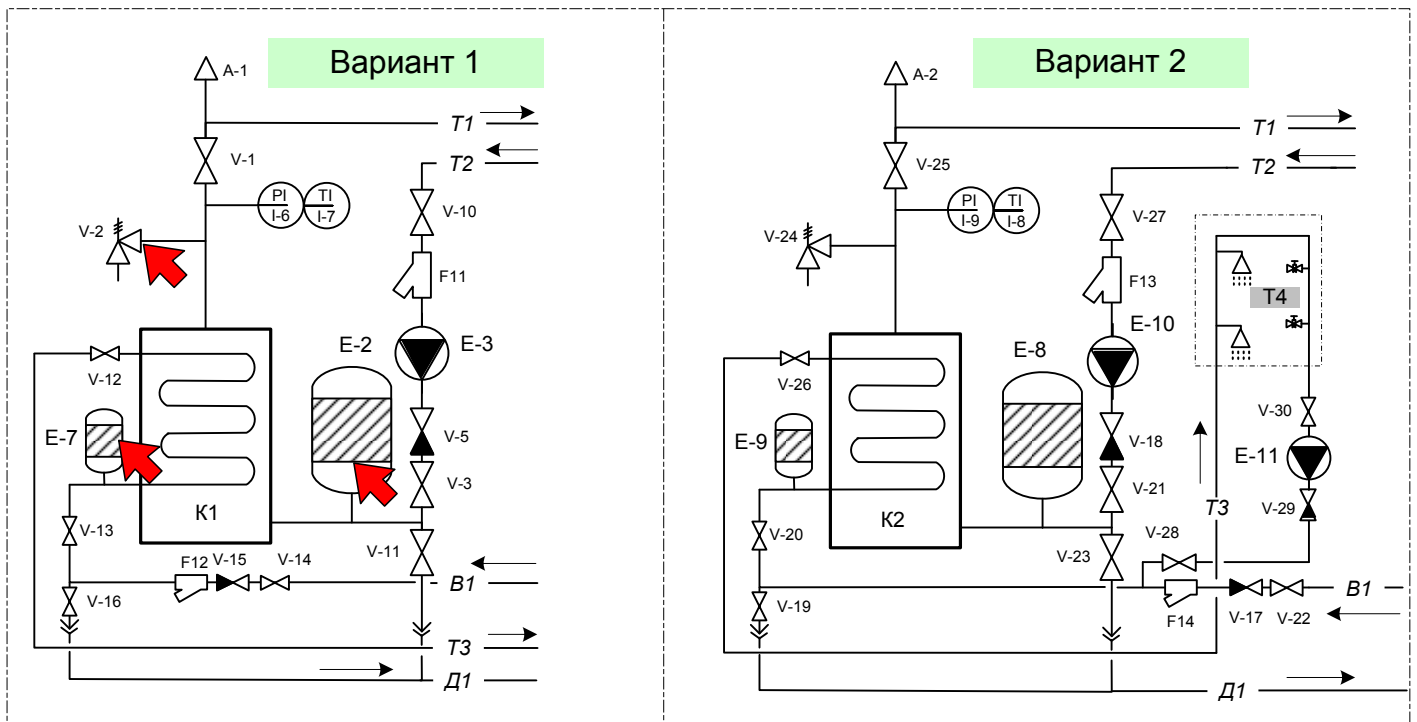 Вариант 1
A-1
T1
V-1
T2
PI
I-6
TI
I-7
V-10
V-2
F11
E-2
E-3
V-12
E-7
V-5
V-3
К1
V-13
V-11
F12
V-15
V-14
B1
V-16
T3
Д1
Вариант 2
A-2
T1
V-25
T2
PI
I-9
TI
I-8
V-27
V-24
F13
T4
E-10
E-8
V-26
V-30
E-9
V-18
E-11
V-21
T3
V-29
К2
V-20
V-28
V-23
B1
V-19
F14
V-17
V-22
Д1